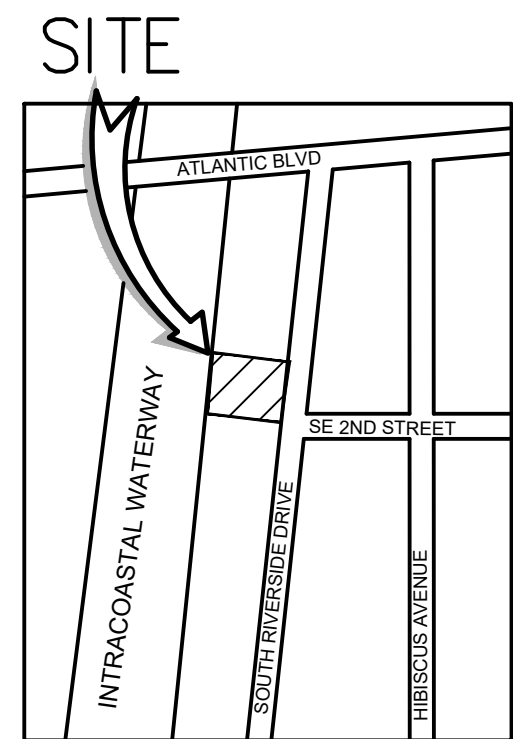 SITE
ATLANTIC BLVD
INTRACOASTAL WATERWAY
SE 2ND STREET
SOUTH RIVERSIDE DRIVE
HIBISCUS AVENUE